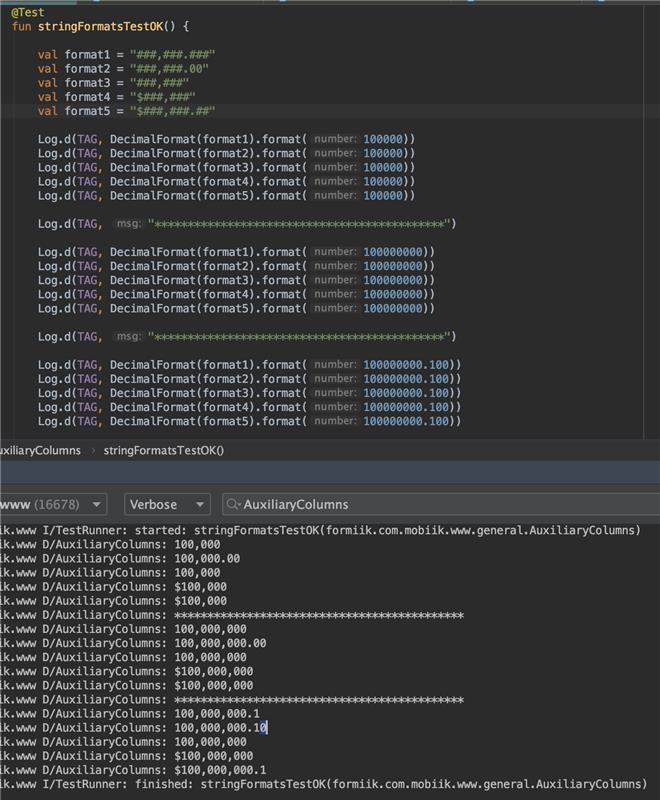 @Test
fun stringFormatsTestOK() {
val format1 = "###,###.###"
val format2 = "###,###.00"
val format3 = "###,###"
val format4 = "$###,###"
val format5 = "$###,###.##"
Log.d(TAG, DecimalFormat(format1).format( number: 100000))
Log.d(TAG, DecimalFormat(format2).format( number: 100000))
Log.d(TAG, DecimalFormat(format3).format( number: 100000))
Log.d(TAG, DecimalFormat(format4).format( number: 100000))
Log.d(TAG, DecimalFormat(format5).format( number: 100000))
Log.d(TAG, msg: "********************************************")
Log.d(TAG, DecimalFormat(format1).format( number: 100000000))
Log.d(TAG, DecimalFormat(format2).format( number: 100000000))
Log.d(TAG, DecimalFormat(format3).format( number: 100000000))
Log.d(TAG, DecimalFormat(format4).format( number: 100000000))
Log.d(TAG, DecimalFormat(format5).format( number: 100000000))
Log.d(TAG, msg: "********************************************")
Log.d(TAG, DecimalFormat(format1).format( number: 100000000.100))
Log.d(TAG, DecimalFormat(format2).format( number: 100000000.100))
Log.d(TAG, DecimalFormat(format3).format( number: 100000000.100))
Log.d(TAG, DecimalFormat(format4).format( number: 100000000.100))
Log.d(TAG, DecimalFormat(format5).format( number: 100000000.100))
uxiliaryColumns › stringFormatsTestOK()
www (16678) Verbose AuxiliaryColumns
ik.www I/TestRunner: started: stringFormatsTestOK(formiik.com.mobiik.www.general.AuxiliaryColumns)
ik.www D/AuxiliaryColumns: 100,000
ik.www D/AuxiliaryColumns: 100,000.00
ik.www D/AuxiliaryColumns: 100,000
ik.www D/AuxiliaryColumns: $100,000
ik.www D/AuxiliaryColumns: $100,000
ik.www D/AuxiliaryColumns: ********************************************
ik.www D/AuxiliaryColumns: 100,000,000
ik.www D/AuxiliaryColumns: 100,000,000.00
ik.www D/AuxiliaryColumns: 100,000,000
ik.www D/AuxiliaryColumns: $100,000,000
ik.www D/AuxiliaryColumns: $100,000,000
ik.www D/AuxiliaryColumns: ********************************************
ik.www D/AuxiliaryColumns: 100,000,000.1
ik.www D/AuxiliaryColumns: 100,000,000.10
ik.www D/AuxiliaryColumns: 100,000,000
ik.www D/AuxiliaryColumns: $100,000,000
ik.www D/AuxiliaryColumns: $100,000,000.1
ik.www I/TestRunner: finished: stringFormatsTestOK(formiik.com.mobiik.www.general.AuxiliaryColumns)